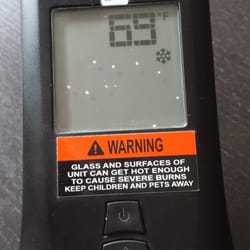 69°F
WARNING
GLASS AND SURFACES OF
UNIT CAN GET HOT ENOUGH
TO CAUSE SEVERE BURNS
KEEP CHILDREN AND PETS AWAY